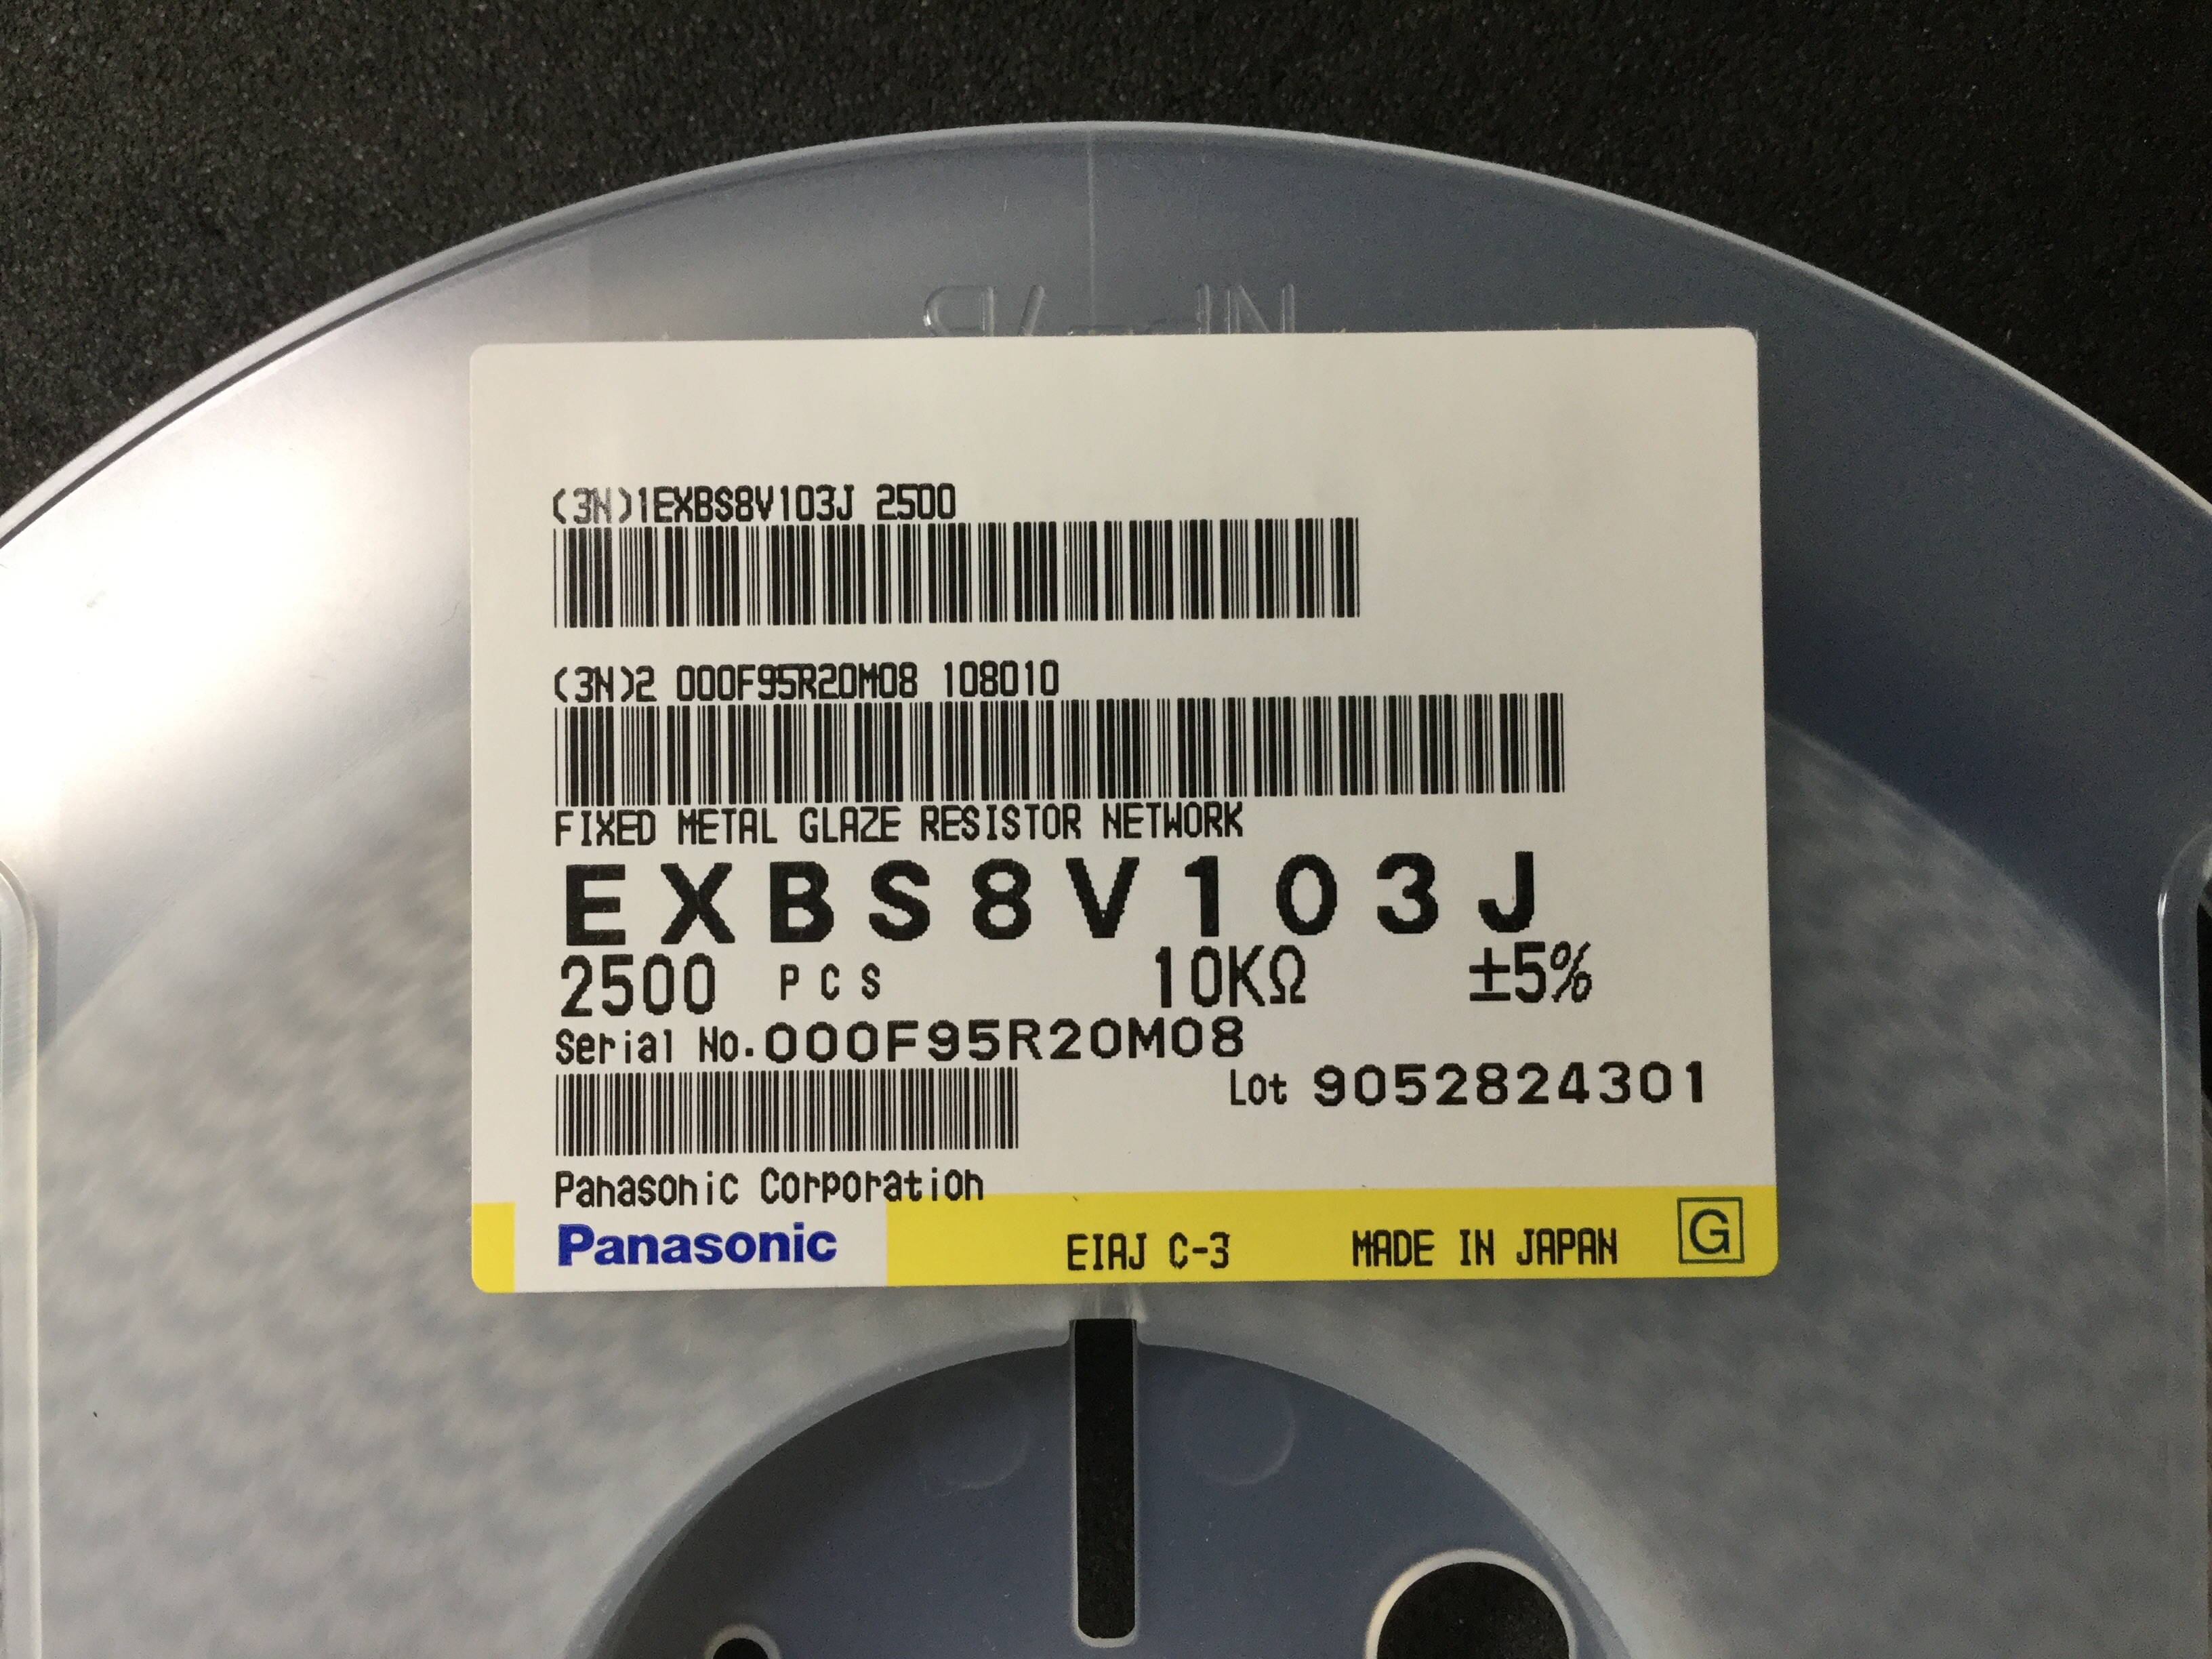 (3N)1EXBS8V103J 2500
(3N)2 000F95R20M08 108010
FIXED METAL GLAZE RESISTOR NETWORK
EXBS8V103J
2500 PCS 10KΩ ±5%
Serial No.000F95R20M08
Lot 9052824301
Panasonic Corporation
Panasonic EIAJ C-3 MADE IN JAPAN G